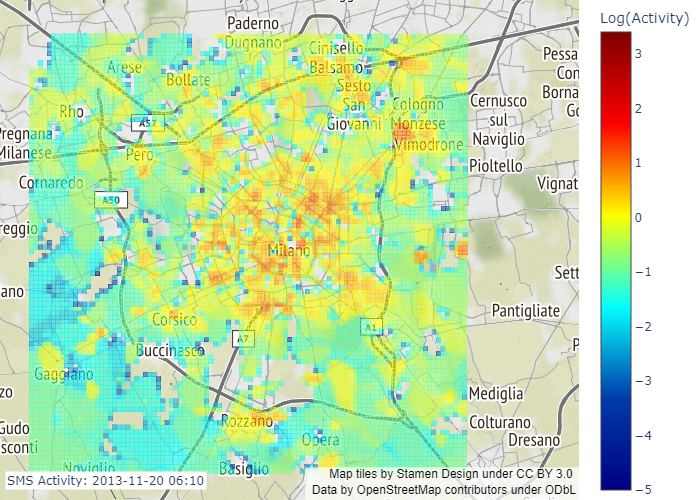 Log(Activity)
3
2
1
0
−1
−2
−3
−4
−5
Paderno
Dugnano
Cinisello
Balsamo
Arese
Bollate
Sesto
San
Giovanni
Pessa
Con
Borna
Go
Rho
A52
Cologno
Monzese
Vimodrone
Cernusco
sul
Naviglio
Pregnana
Milanese
Pero
Pioltello
Cornaredo
Vignat
A50
reggio
Milano
Sett
ano
Corsico
A7
A1
Pantigliate
Buccinasco
P
Gaggiano
zo
Mediglia
Rozzano
Colturano
Gudo
sconti
Opera
Dresano
Noviglio
Basiglio
SMS Activity: 2013-11-20 06:10
Map tiles by Stamen Design under CC BY 3.0
Data by OpenStreetMap contributors under ODbL